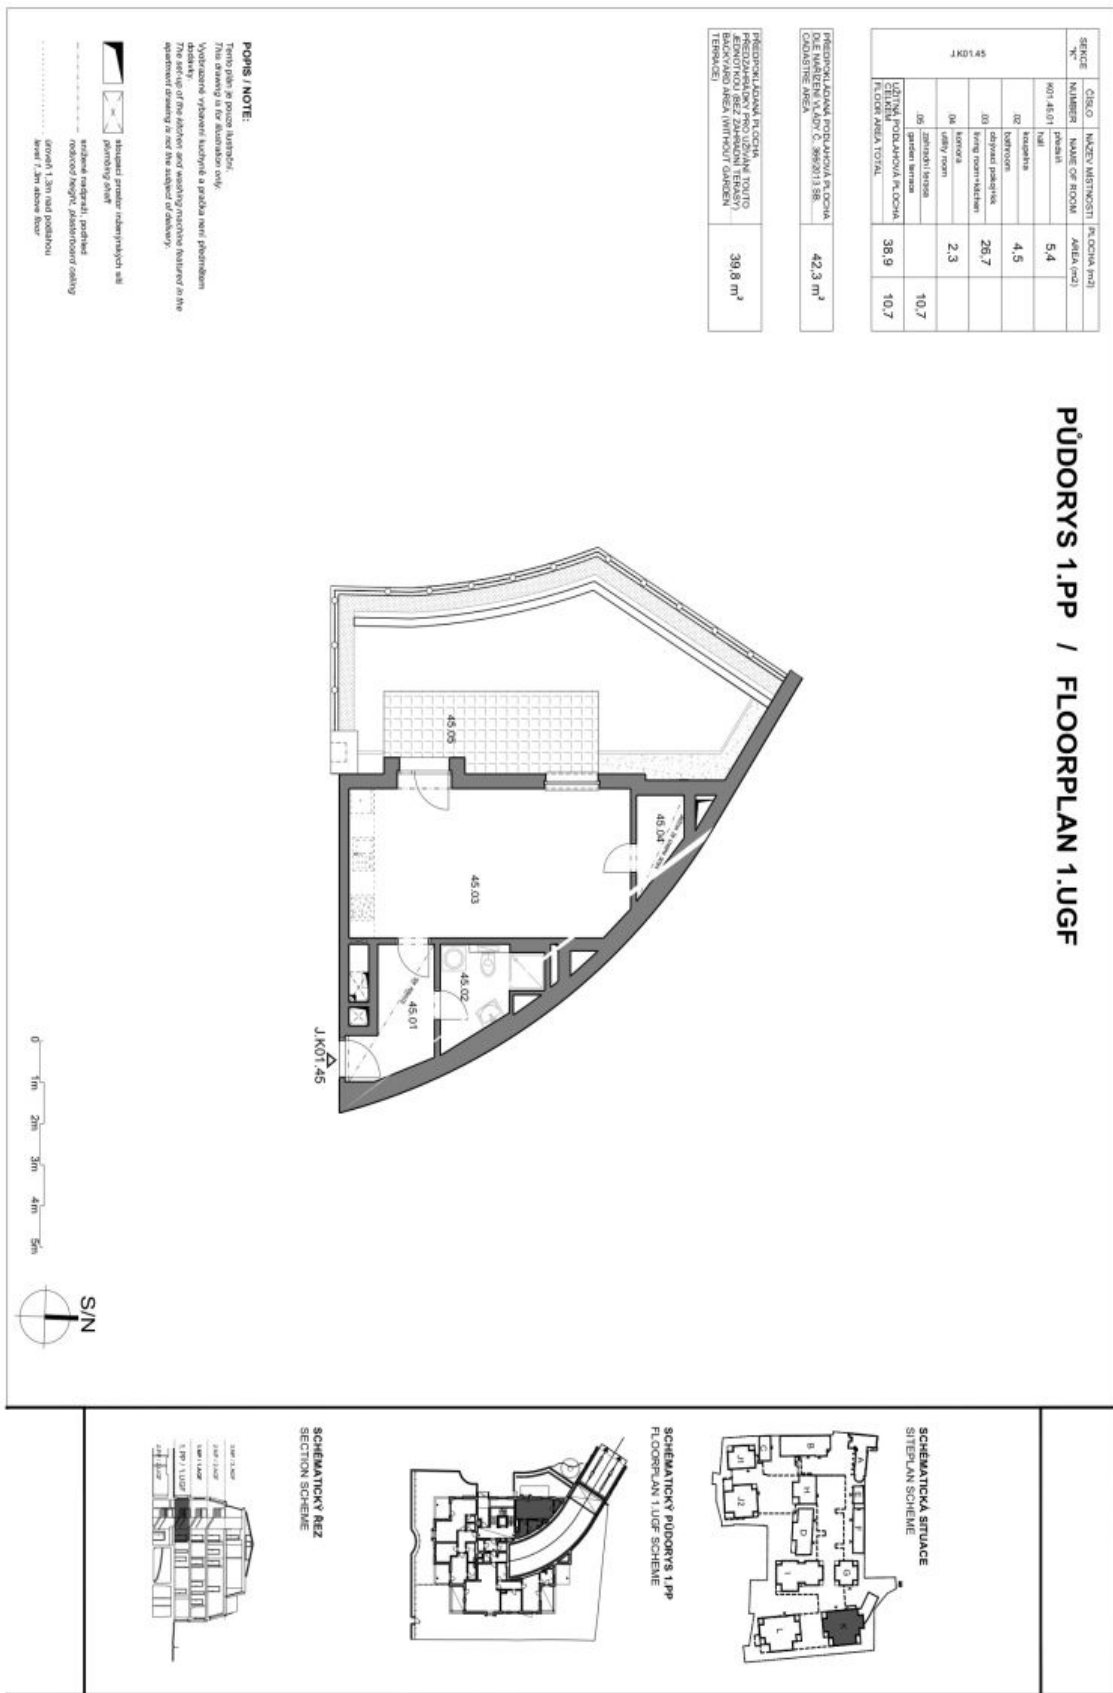 PŮDORYS 1.PP / FLOORPLAN 1.UGF
SEKCE "K"
ČÍSLO
NUMBER
NÁZEV MÍSTNOSTI
NAME OF ROOM
PLOCHA (m2)
AREA (m2)
J.K01.45
K01.45.01
předsíň
hall
5,4
.02
koupelna
bathroom
4,5
.03
obývací pokoj+kk
living room+kitchen
26,7
.04
komora
utility room
2,3
.05
zahradní terasa
garden terrace
10,7
UŽITNÁ PODLAHOVÁ PLOCHA
CELKEM
FLOOR AREA TOTAL
38,9
10,7
PŘEDPOKLÁDANÁ PODLAHOVÁ PLOCHA
DLE NAŘÍZENÍ VLÁDY Č. 366/2013 SB.
CADASTRE AREA
42,3 m²
PŘEDPOKLÁDANÁ PLOCHA
PŘEDZAHRÁDKY PRO UŽÍVÁNÍ TOUTO
JEDNOTKOU (BEZ ZAHRADNÍ TERASY)
BACKYARD AREA (WITHOUT GARDEN
TERRACE)
39,8 m²
POPIS / NOTE:
Tento plán je pouze ilustrační.
This drawing is for illustration only.
Vyobrazené vybavení kuchyně a pračka není předmětem
dodávky.
The set-up of the kitchen and washing machine featured in the
apartment drawing is not the subject of delivery.
stoupací prostor inženýrských sítí
plumbing shaft
snížené nadpraží, podhled
reduced height, plasterboard ceiling
úroveň 1,3m nad podlahou
level 1,3m above floor
45.05
45.04
45.03
45.02
45.01
J.K01.45
0 1m 2m 3m 4m 5m
S/N
SCHÉMATICKÁ SITUACE
SITEPLAN SCHEME
A
B
C
E
F
J1
H
J2
D
G
I
K
L
SCHÉMATICKÝ PŮDORYS 1.PP
FLOORPLAN 1.UGF SCHEME
SCHÉMATICKÝ ŘEZ
SECTION SCHEME
1.PP / 1.UGF